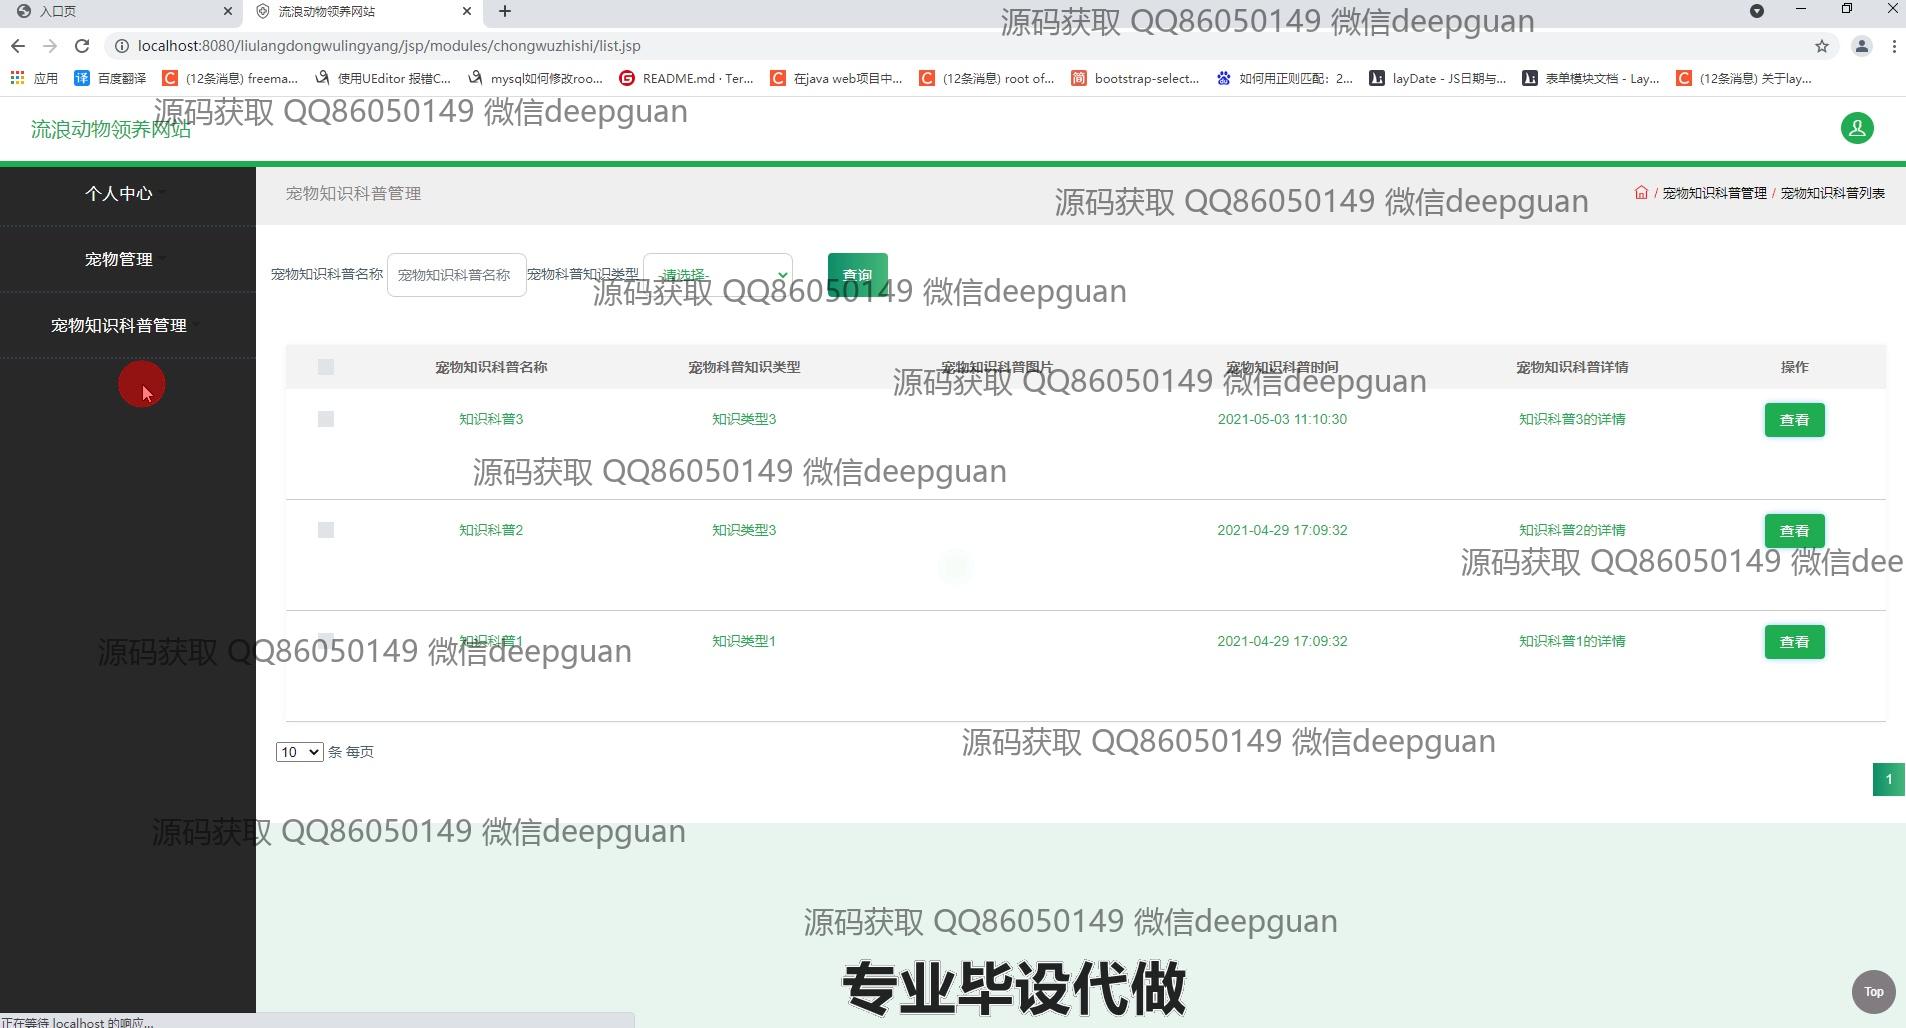 入口页
流浪动物领养网站
源码获取 QQ86050149 微信deepguan
localhost:8080/liulangdongwulingyang/jsp/modules/chongwuzhishi/list.jsp
应用 百度翻译 (12条消息) freema... 使用UEditor 报错C... mysql如何修改roo... README.md · Ter... 在java web项目中... (12条消息) root of... bootstrap-select... 如何用正则匹配：2... layDate - JS日期与... 表单模块文档 - Lay... (12条消息) 关于lay...
源码获取 QQ86050149 微信deepguan
流浪动物领养网站
个人中心
宠物知识科普管理
源码获取 QQ86050149 微信deepguan
/ 宠物知识科普管理 / 宠物知识科普列表
宠物管理
宠物知识科普名称 宠物知识科普名称 宠物科普知识类型 -请选择- 查询
源码获取 QQ86050149 微信deepguan
宠物知识科普管理
宠物知识科普名称 宠物科普知识类型 宠物知识科普图片 宠物知识科普时间 宠物知识科普详情 操作
源码获取 QQ86050149 微信deepguan
知识科普3 知识类型3 2021-05-03 11:10:30 知识科普3的详情 查看
源码获取 QQ86050149 微信deepguan
知识科普2 知识类型3 2021-04-29 17:09:32 知识科普2的详情 查看
源码获取 QQ86050149 微信dee
知识科普1 知识类型1 2021-04-29 17:09:32 知识科普1的详情 查看
源码获取 QQ86050149 微信deepguan
源码获取 QQ86050149 微信deepguan
10 条 每页
1
源码获取 QQ86050149 微信deepguan
源码获取 QQ86050149 微信deepguan
专业毕设代做
Top
正在等待 localhost 的响应...